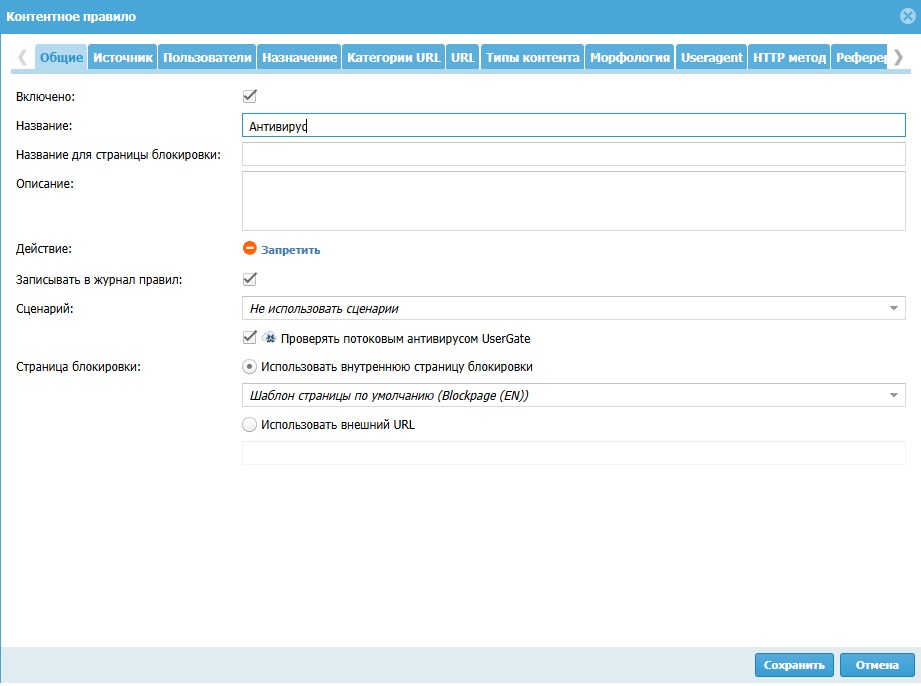 Контентное правило
Общие Источник Пользователи Назначение Категории URL URL Типы контента Морфология Useragent HTTP метод Рефере
Включено:
Название: Антивирус
Название для страницы блокировки:
Описание:
Действие: Запретить
Записывать в журнал правил:
Сценарий: Не использовать сценарии
Проверять потоковым антивирусом UserGate
Страница блокировки: Использовать внутреннюю страницу блокировки
Шаблон страницы по умолчанию (Blockpage (EN))
Использовать внешний URL
Сохранить Отмена